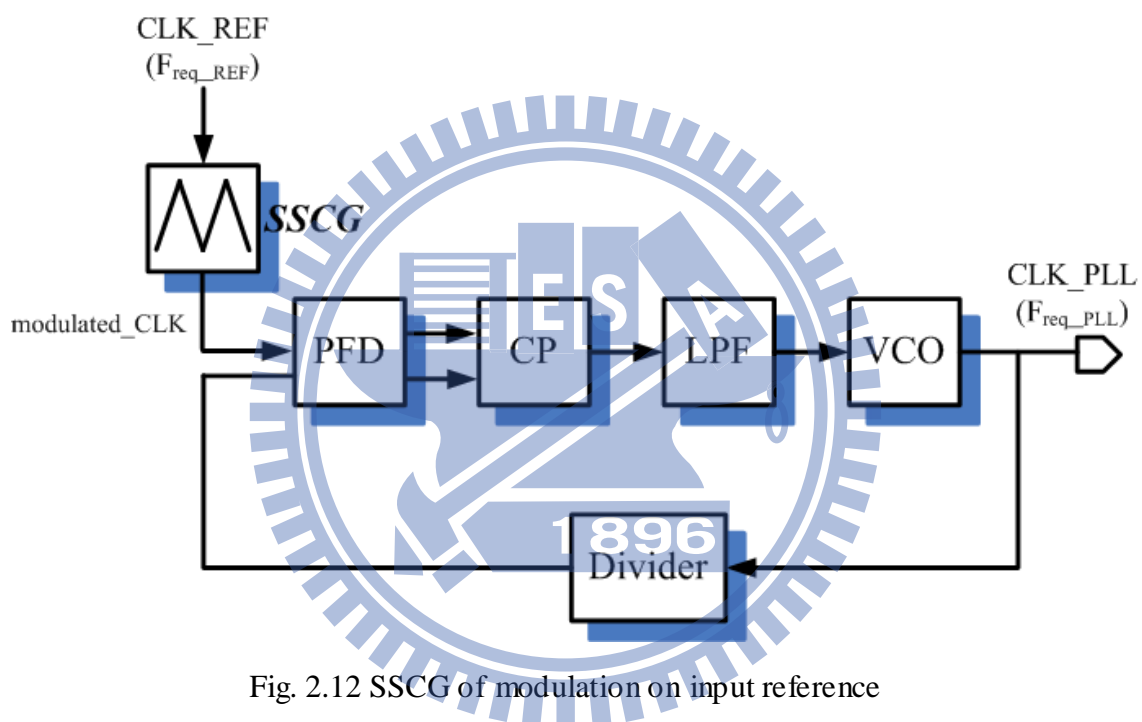 CLK_REF
(Freq_REF)
SSCG
modulated_CLK
PFD
CP
LPF
VCO
CLK_PLL
(Freq_PLL)
E S A
1896
Divider
Fig. 2.12 SSCG of modulation on input reference